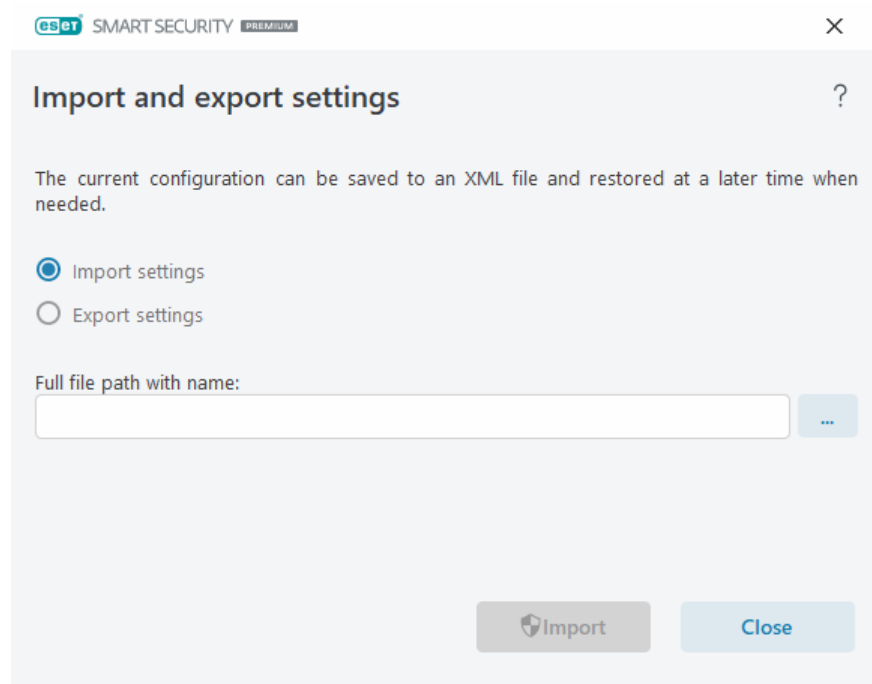 eset SMART SECURITY PREMIUM
Import and export settings
?
The current configuration can be saved to an XML file and restored at a later time when
needed.
Import settings
Export settings
Full file path with name:
...
Import
Close